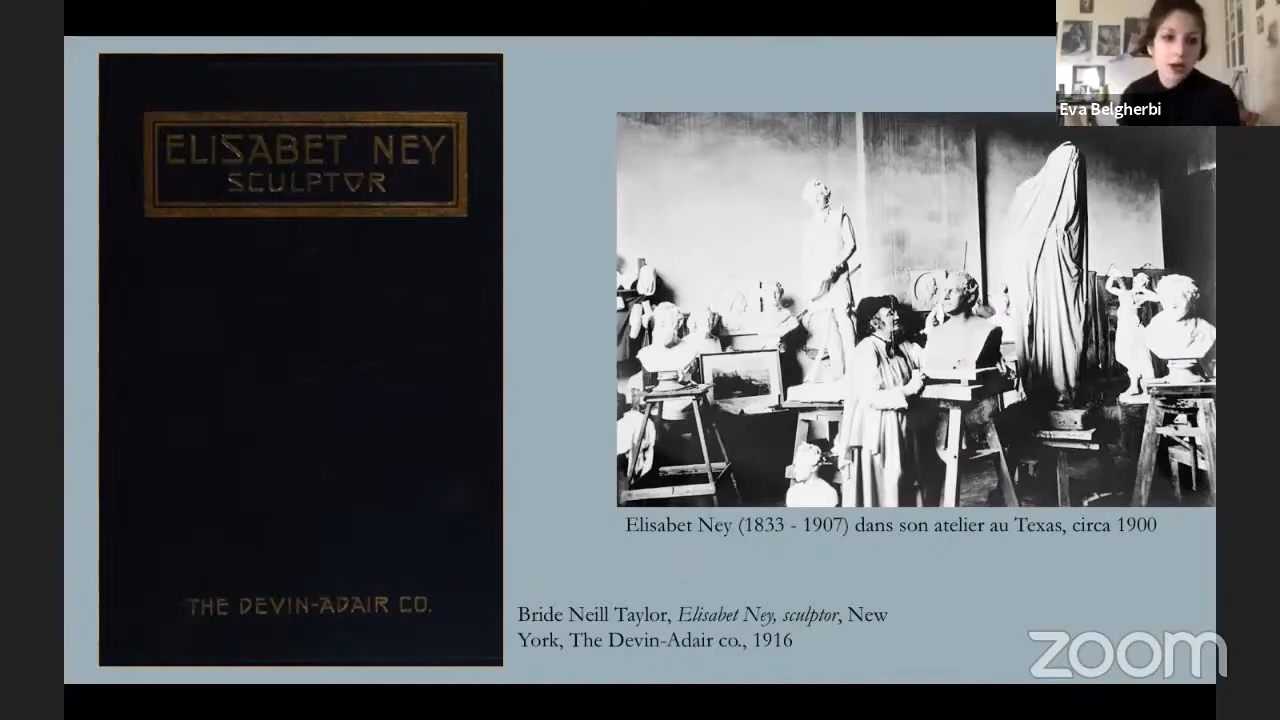 Eva Belgherbi
ELISABET NEY
SCULPTOR
THE DEVIN-ADAIR CO.
Elisabet Ney (1833 - 1907) dans son atelier au Texas, circa 1900
Bride Neill Taylor, Elisabet Ney, sculptor, New
York, The Devin-Adair co., 1916
zoom